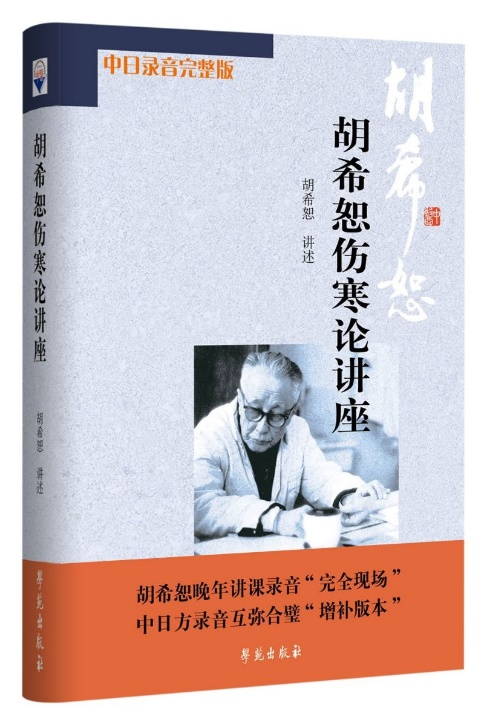 中日录音完整版
胡希恕
胡希恕伤寒论讲座
胡希恕 讲述
胡希恕晚年讲课录音“完全现场”
中日方录音互弥合璧“增补版本”
學苑出版社
胡希恕伤寒论讲座
胡希恕 讲述
學苑出版社